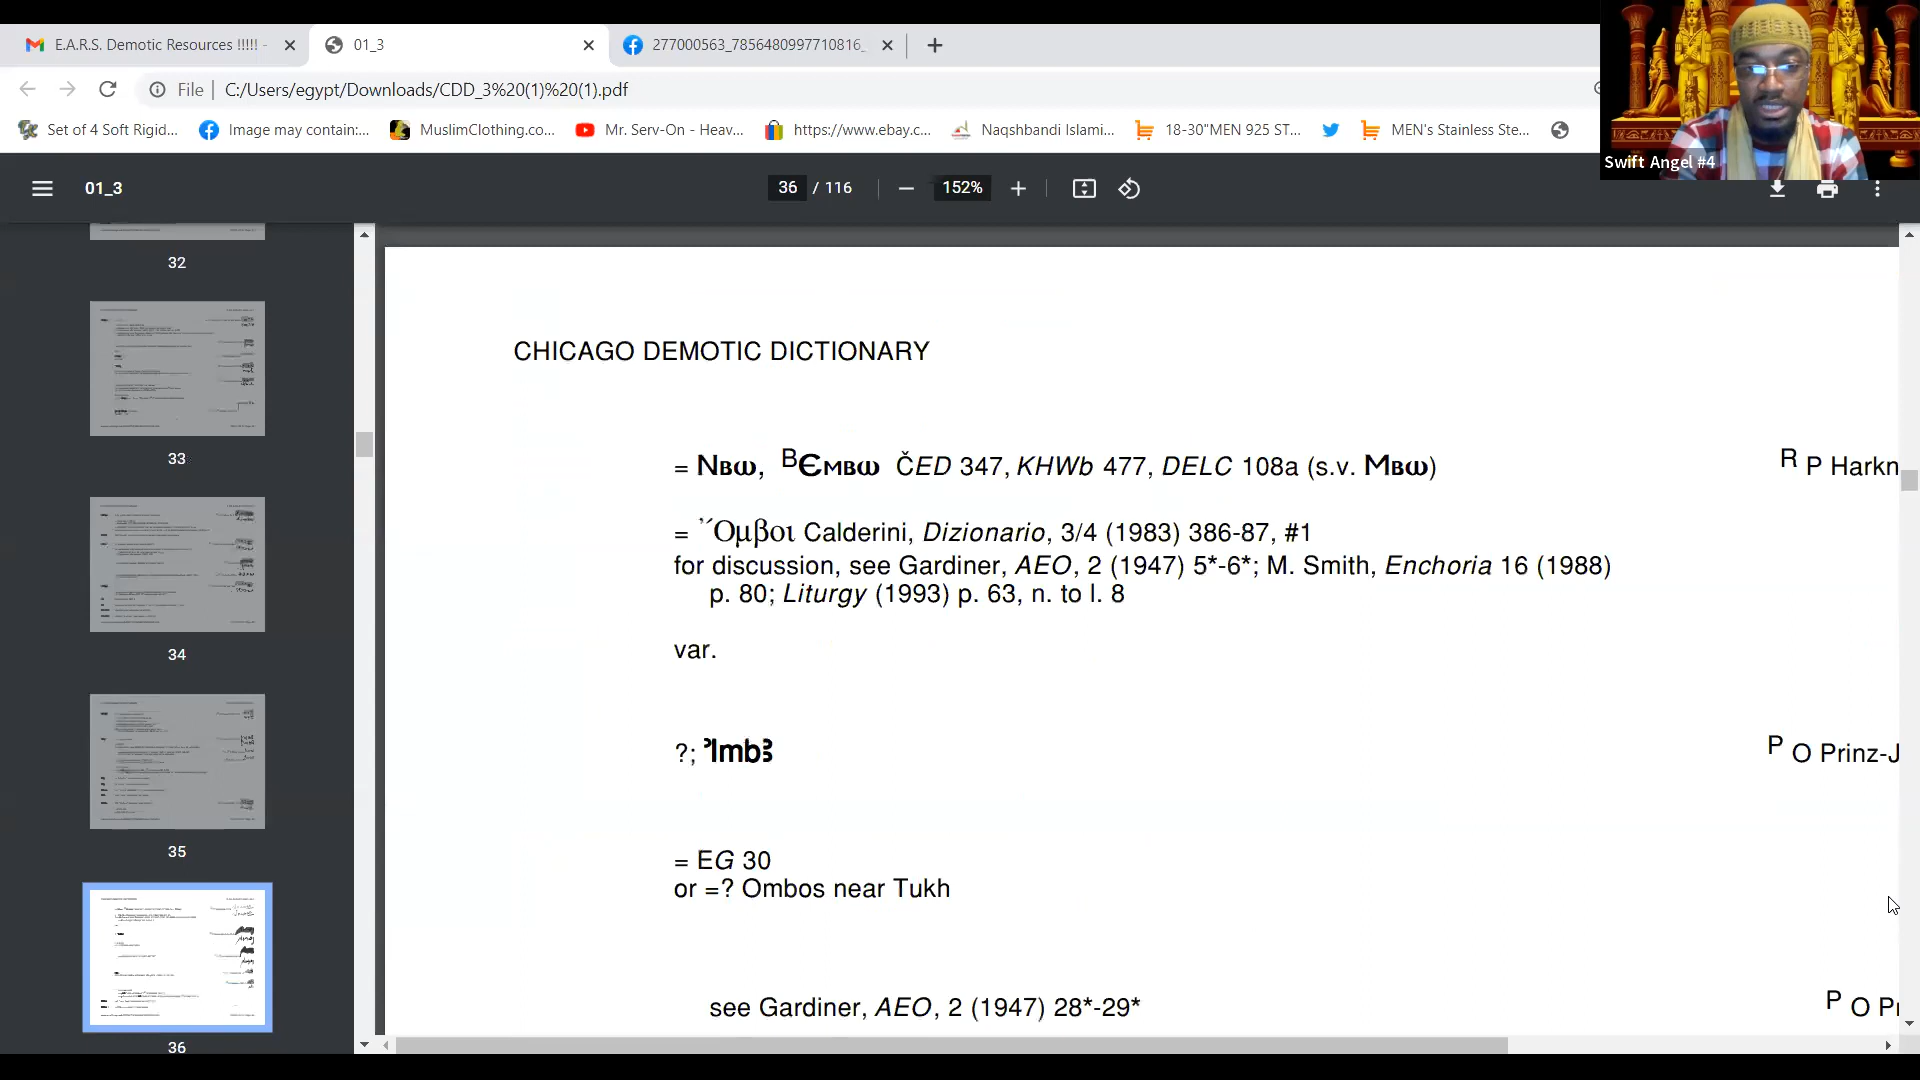 E.A.R.S. Demotic Resources !!!!! -
01_3
277000563_7856480997710816_
File
C:/Users/egypt/Downloads/CDD_3%20(1)%20(1).pdf
Set of 4 Soft Rigid...
Image may contain:...
MuslimClothing.co...
Mr. Serv-On - Heav...
https://www.ebay.c...
Naqshbandi Islami...
18-30"MEN 925 ST...
MEN's Stainless Ste...
Swift Angel #4
01_3
36 / 116
152%
32
33
34
35
36
CHICAGO DEMOTIC DICTIONARY
= Ⲛⲃⲱ, ᴮⲈⲙⲃⲱ ČED 347, KHWb 477, DELC 108a (s.v. Ⲙⲃⲱ)
R P Harkn
= Ὄμβοι Calderini, Dizionario, 3/4 (1983) 386-87, #1
for discussion, see Gardiner, AEO, 2 (1947) 5*-6*; M. Smith, Enchoria 16 (1988)
p. 80; Liturgy (1993) p. 63, n. to l. 8
var.
?; ꞽmbꜣ
P O Prinz-J
= EG 30
or =? Ombos near Tukh
see Gardiner, AEO, 2 (1947) 28*-29*
P O Pr